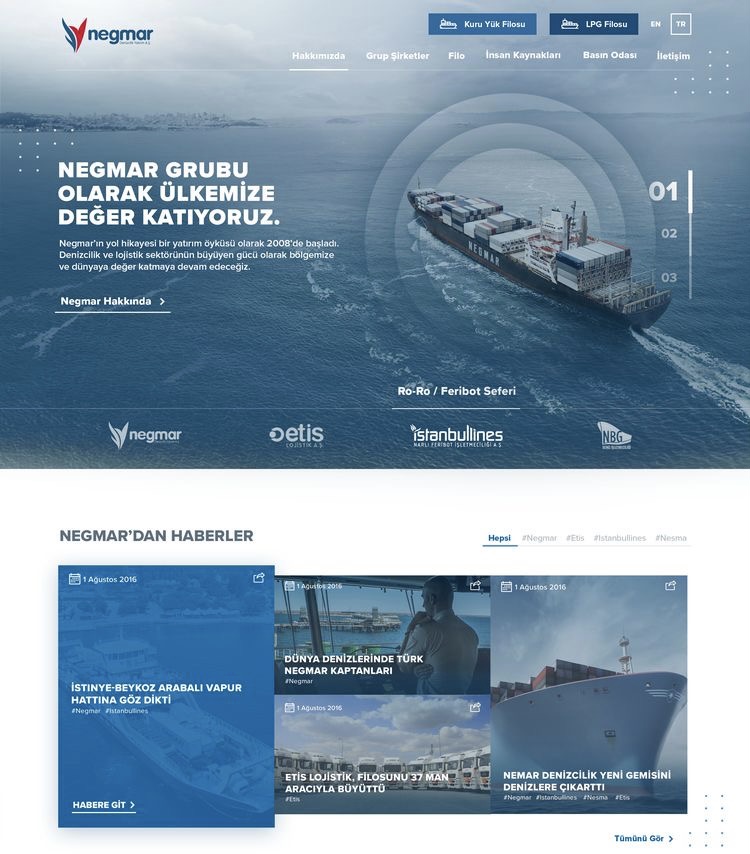 negmar
Denizcilik Yatırım A.Ş.
Kuru Yük Filosu
LPG Filosu
EN
TR
Hakkımızda
Grup Şirketler
Filo
İnsan Kaynakları
Basın Odası
İletişim
NEGMAR GRUBU
OLARAK ÜLKEMİZE
DEĞER KATIYORUZ.
Negmar'ın yol hikayesi bir yatırım öyküsü olarak 2008'de başladı.
Denizcilik ve lojistik sektörünün büyüyen gücü olarak bölgemize
ve dünyaya değer katmaya devam edeceğiz.
Negmar Hakkında
NEGMAR
01
02
03
Ro-Ro / Feribot Seferi
negmar
etis
LOJİSTİK A.Ş.
istanbullines
NARLI FERİBOT İŞLETMECİLİĞİ A.Ş.
NBG
NEGMAR'DAN HABERLER
Hepsi
#Negmar
#Etis
#Istanbullines
#Nesma
1 Ağustos 2016
İSTINYE-BEYKOZ ARABALI VAPUR
HATTINA GÖZ DİKTİ
#Negmar #Istanbullines
HABERE GİT
1 Ağustos 2016
DÜNYA DENİZLERİNDE TÜRK
NEGMAR KAPTANLARI
#Negmar
1 Ağustos 2016
ETİS LOJİSTİK, FİLOSUNU 37 MAN
ARACIYLA BÜYÜTTÜ
#Etis
1 Ağustos 2016
NEMAR DENİZCİLİK YENİ GEMİSİNİ
DENİZLERE ÇIKARTTI
#Negmar #Istanbullines #Nesma #Etis
Tümünü Gör